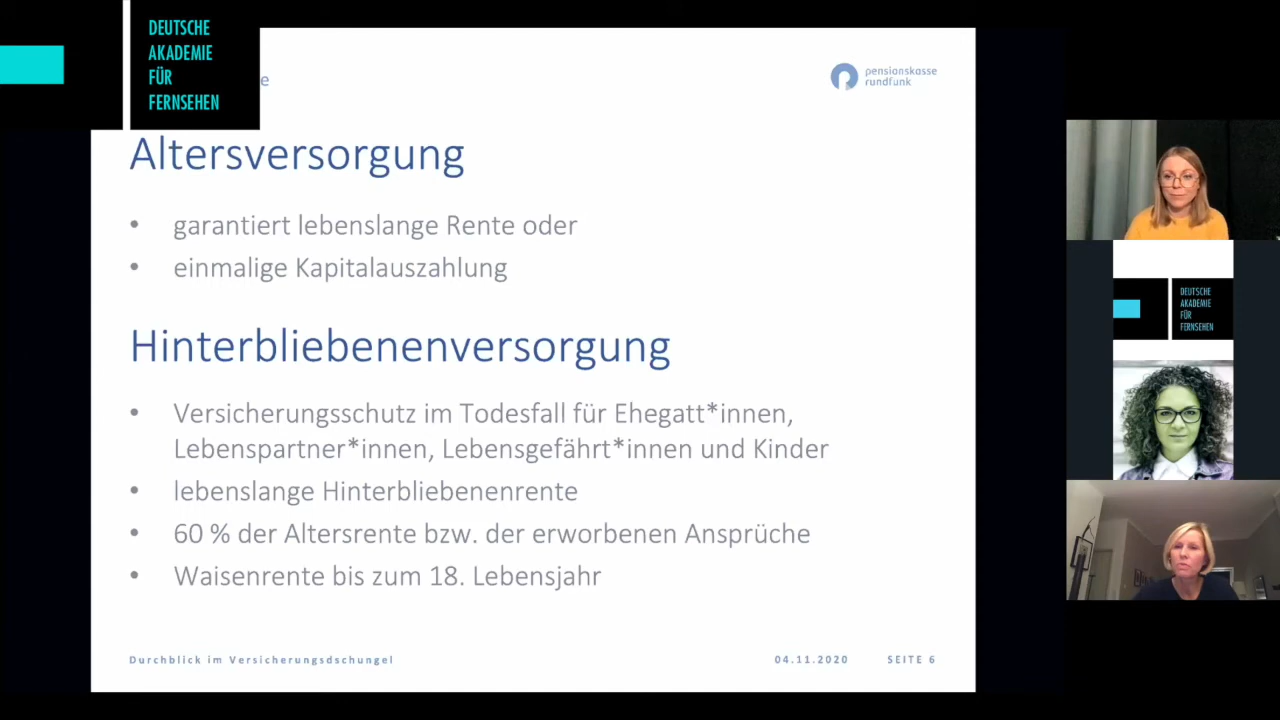 DEUTSCHE
AKADEMIE
FÜR
FERNSEHEN
e
pensionskasse
rundfunk
Altersversorgung
• garantiert lebenslange Rente oder
• einmalige Kapitalauszahlung
Hinterbliebenenversorgung
• Versicherungsschutz im Todesfall für Ehegatt*innen,
Lebenspartner*innen, Lebensgefährt*innen und Kinder
• lebenslange Hinterbliebenenrente
• 60 % der Altersrente bzw. der erworbenen Ansprüche
• Waisenrente bis zum 18. Lebensjahr
Durchblick im Versicherungsdschungel 04.11.2020 SEITE 6
DEUTSCHE
AKADEMIE
FÜR
FERNSEHEN